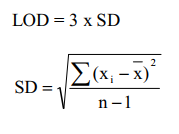 LOD = 3 x SD
SD = √(∑(xᵢ – x̄)² / (n – 1))